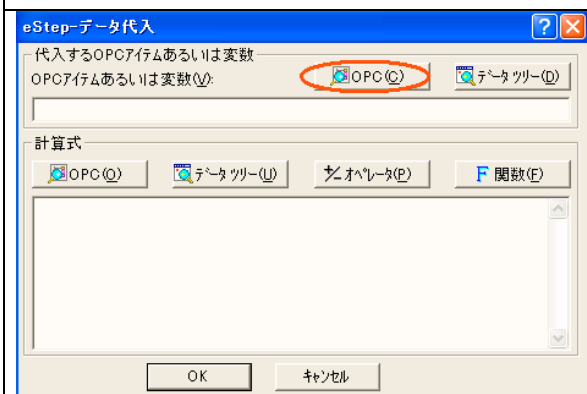 eStep-データ代入
代入するOPCアイテムあるいは変数
OPCｱｲﾃﾑあるいは変数(V):
OPC(C)
ﾃﾞｰﾀ ﾂﾘｰ(D)
計算式
OPC(O)
ﾃﾞｰﾀ ﾂﾘｰ(U)
ｵﾍﾟﾚｰﾀ(P)
F 関数(F)
OK
ｷｬﾝｾﾙ